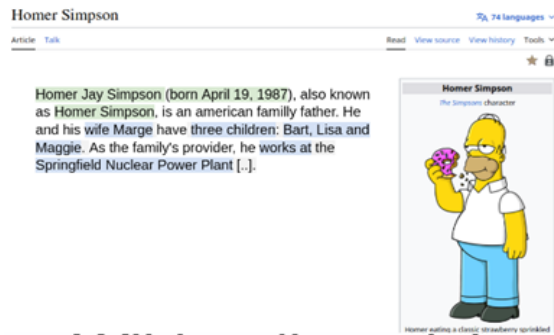 Homer Simpson
74 languages
Article Talk
Read View source View history Tools
Homer Jay Simpson (born April 19, 1987), also known
as Homer Simpson, is an american familly father. He
and his wife Marge have three children: Bart, Lisa and
Maggie. As the family's provider, he works at the
Springfield Nuclear Power Plant [..].
Homer Simpson
The Simpsons character
Homer eating a classic strawberry sprinkled